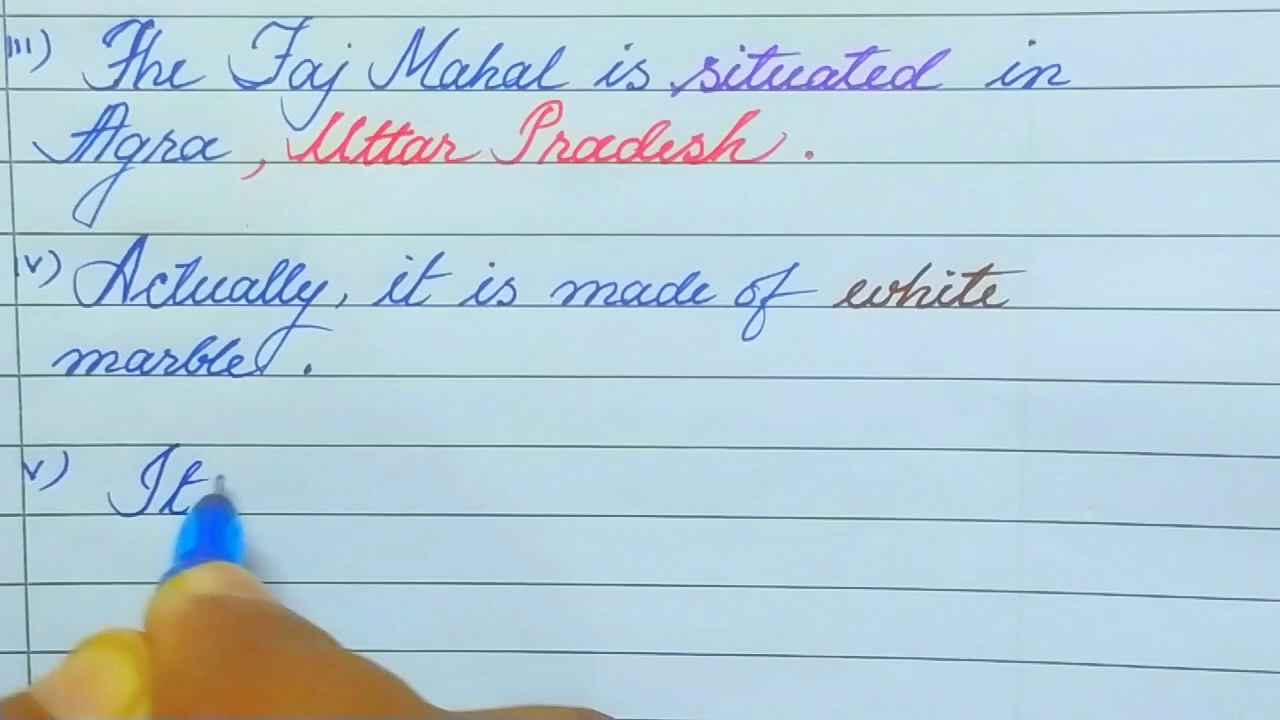 iii) The Taj Mahal is situated in
Agra, Uttar Pradesh.
iv) Actually, it is made of white
marble.
v) It